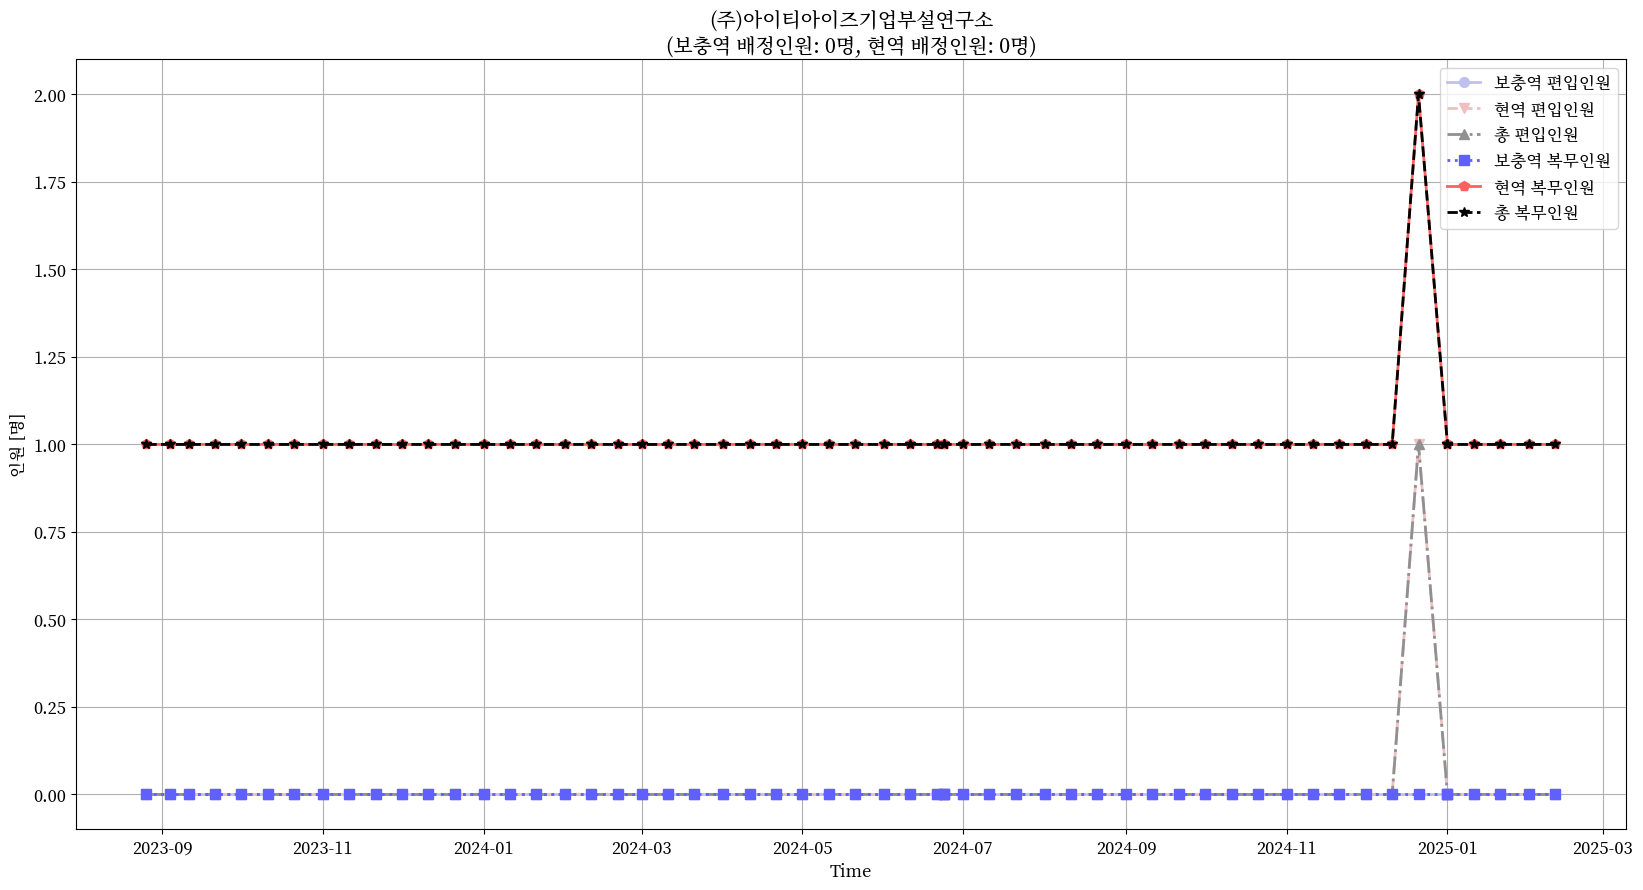 (주)아이티아이즈기업부설연구소
(보충역 배정인원: 0명, 현역 배정인원: 0명)
보충역 편입인원
현역 편입인원
총 편입인원
보충역 복무인원
현역 복무인원
총 복무인원
인원 [명]
2.00
1.75
1.50
1.25
1.00
0.75
0.50
0.25
0.00
2023-09 2023-11 2024-01 2024-03 2024-05 2024-07 2024-09 2024-11 2025-01 2025-03
Time